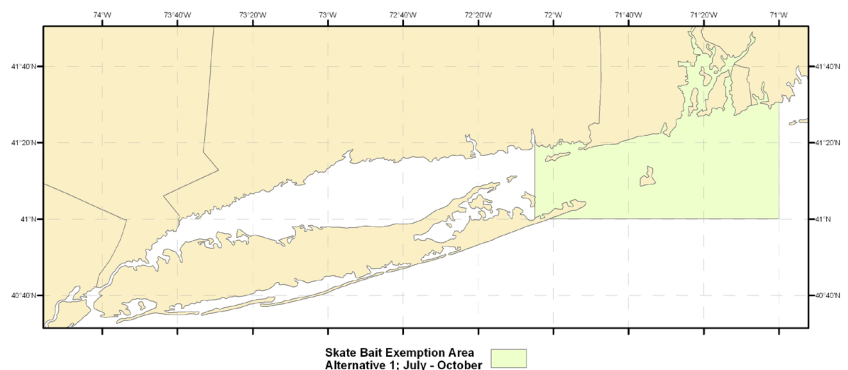 74°W 73°40'W 73°20'W 73°W 72°40'W 72°20'W 72°W 71°40'W 71°20'W 71°W
41°40'N 41°40'N
41°20'N 41°20'N
41°N 41°N
40°40'N 40°40'N
Skate Bait Exemption Area
Alternative 1; July - October